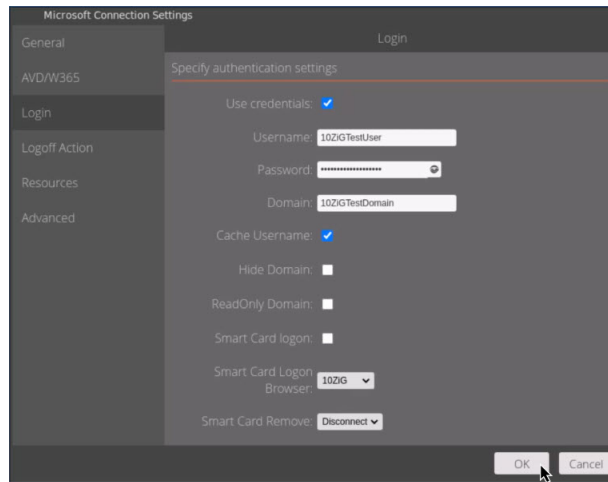 Microsoft Connection Settings
General
AVD/W365
Login
Logoff Action
Resources
Advanced
Login
Specify authentication settings
Use credentials:
Username: 10ZiGTestUser
Password: ••••••••••••••••••
Domain: 10ZiGTestDomain
Cache Username:
Hide Domain:
ReadOnly Domain:
Smart Card logon:
Smart Card Logon
Browser: 10ZiG
Smart Card Remove: Disconnect
OK Cancel